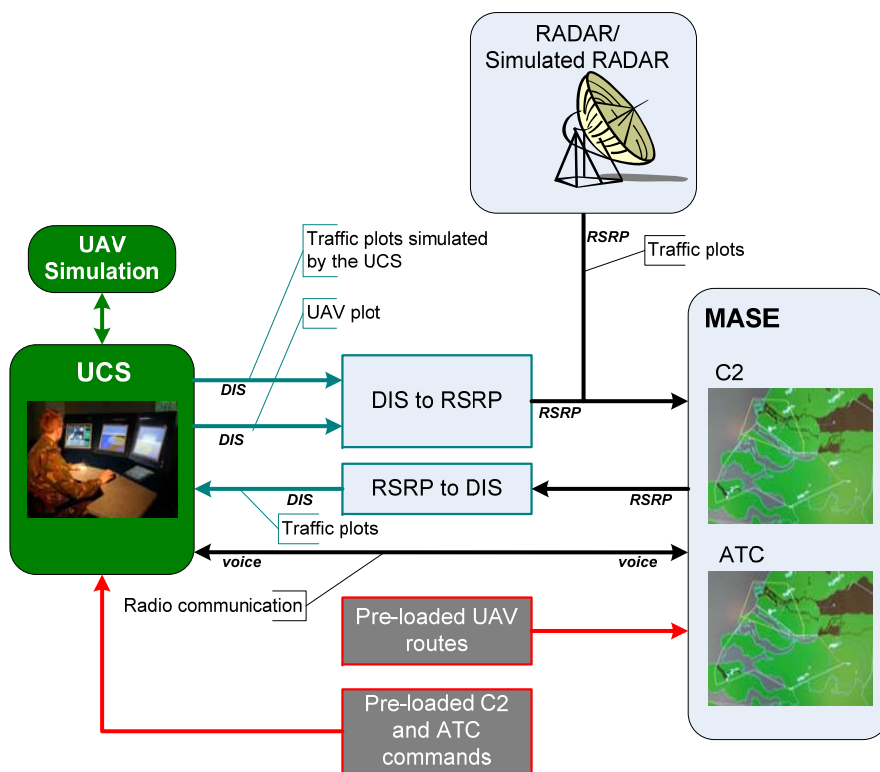 RADAR/
Simulated RADAR
RSRP
Traffic plots
UAV
Simulation
Traffic plots simulated
by the UCS
UAV plot
MASE
UCS
C2
DIS
DIS to RSRP
RSRP
DIS
RSRP to DIS
DIS
RSRP
Traffic plots
ATC
voice
voice
Radio communication
Pre-loaded UAV
routes
Pre-loaded C2
and ATC
commands